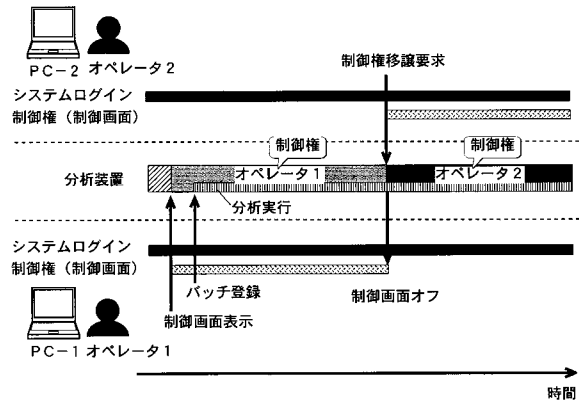 PC-2 オペレータ2
制御権移譲要求
システムログイン
制御権(制御画面)
制御権
制御権
分析装置
オペレータ1
オペレータ2
分析実行
システムログイン
制御権(制御画面)
バッチ登録
制御画面オフ
制御画面表示
PC-1 オペレータ1
時間